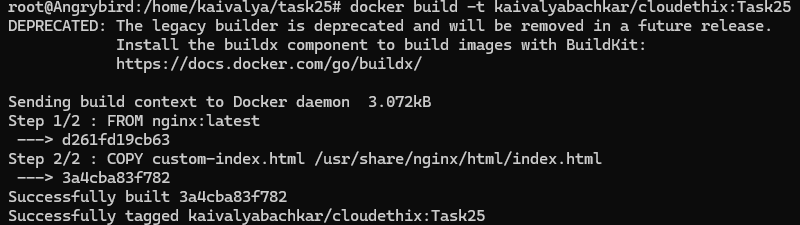 root@Angrybird:/home/kaivalya/task25# docker build -t kaivalyabachkar/cloudethix:Task25
DEPRECATED: The legacy builder is deprecated and will be removed in a future release.
            Install the buildx component to build images with BuildKit:
            https://docs.docker.com/go/buildx/

Sending build context to Docker daemon  3.072kB
Step 1/2 : FROM nginx:latest
 ---> d261fd19cb63
Step 2/2 : COPY custom-index.html /usr/share/nginx/html/index.html
 ---> 3a4cba83f782
Successfully built 3a4cba83f782
Successfully tagged kaivalyabachkar/cloudethix:Task25